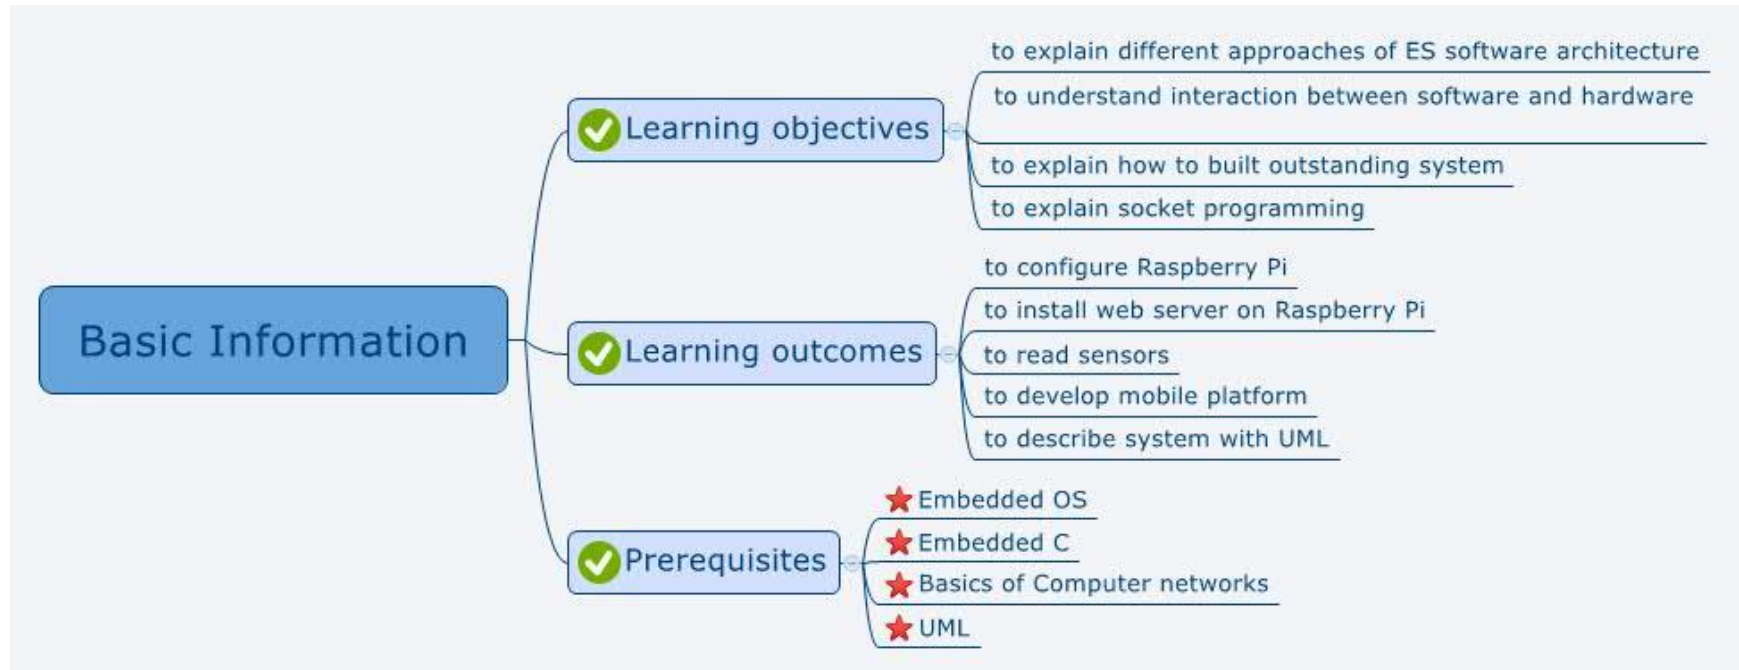 Basic Information
Learning objectives
to explain different approaches of ES software architecture
to understand interaction between software and hardware
to explain how to built outstanding system
to explain socket programming
Learning outcomes
to configure Raspberry Pi
to install web server on Raspberry Pi
to read sensors
to develop mobile platform
to describe system with UML
Prerequisites
Embedded OS
Embedded C
Basics of Computer networks
UML